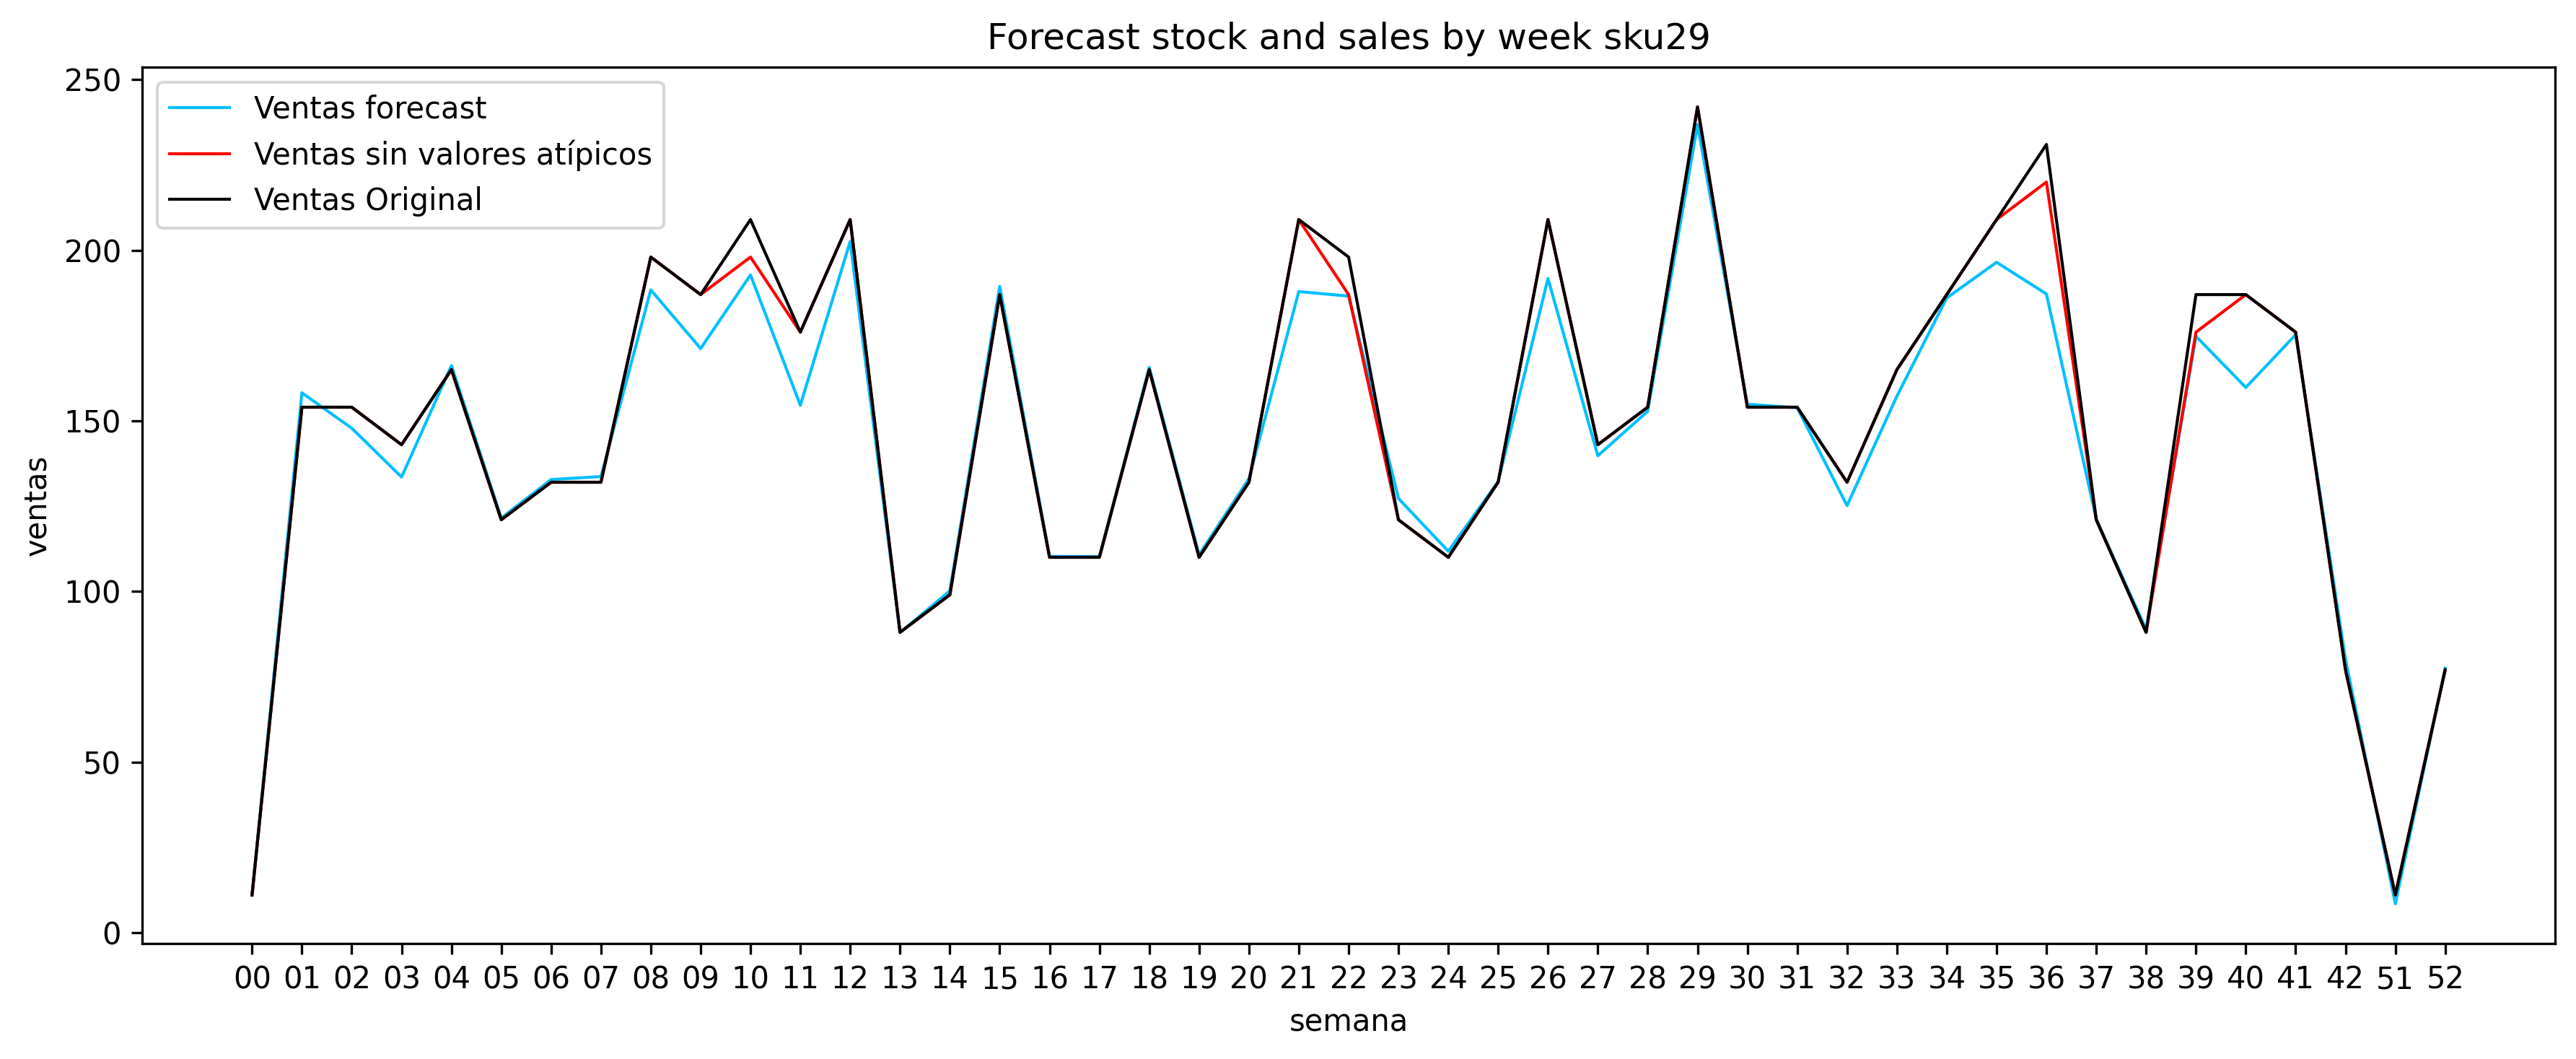 Forecast stock and sales by week sku29
Ventas forecast
Ventas sin valores atípicos
Ventas Original
250
200
150
100
50
0
ventas
00 01 02 03 04 05 06 07 08 09 10 11 12 13 14 15 16 17 18 19 20 21 22 23 24 25 26 27 28 29 30 31 32 33 34 35 36 37 38 39 40 41 42 51 52
semana